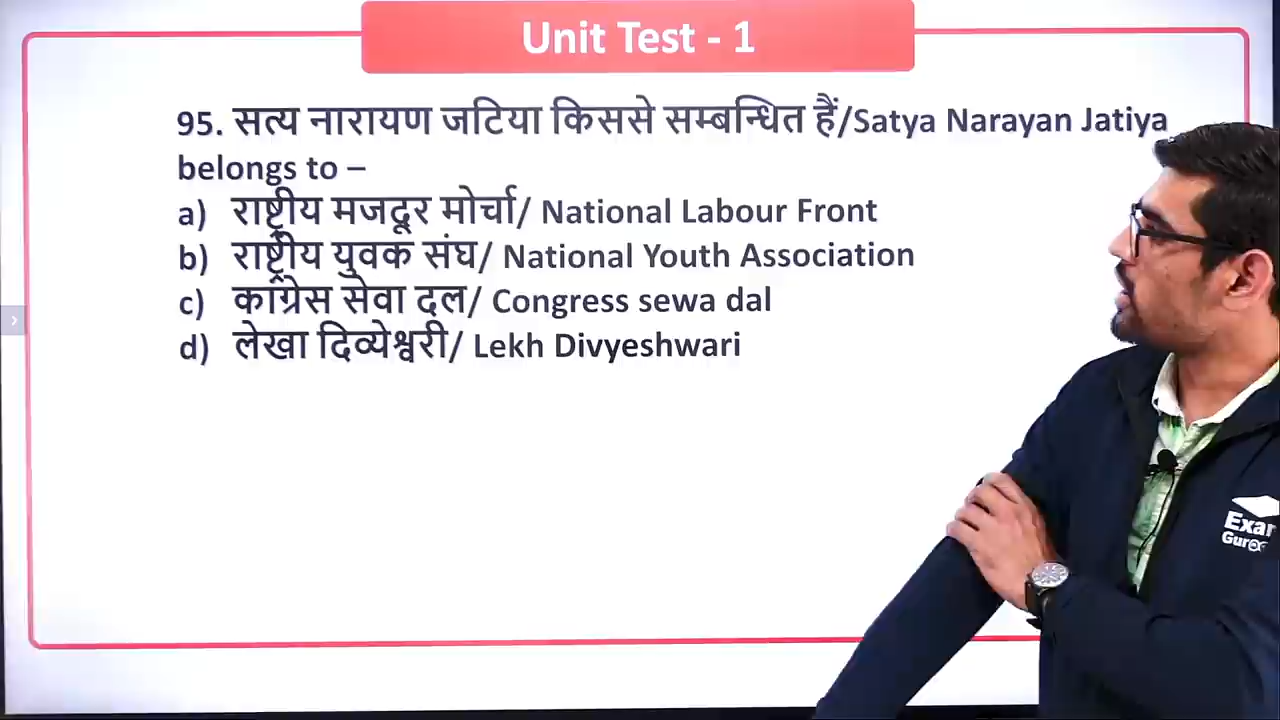 Unit Test - 1
95. सत्य नारायण जटिया किससे सम्बन्धित हैं/Satya Narayan Jatiya
belongs to –
a) राष्ट्रीय मजदूर मोर्चा/ National Labour Front
b) राष्ट्रीय युवक संघ/ National Youth Association
c) कांग्रेस सेवा दल/ Congress sewa dal
d) लेखा दिव्येश्वरी/ Lekh Divyeshwari